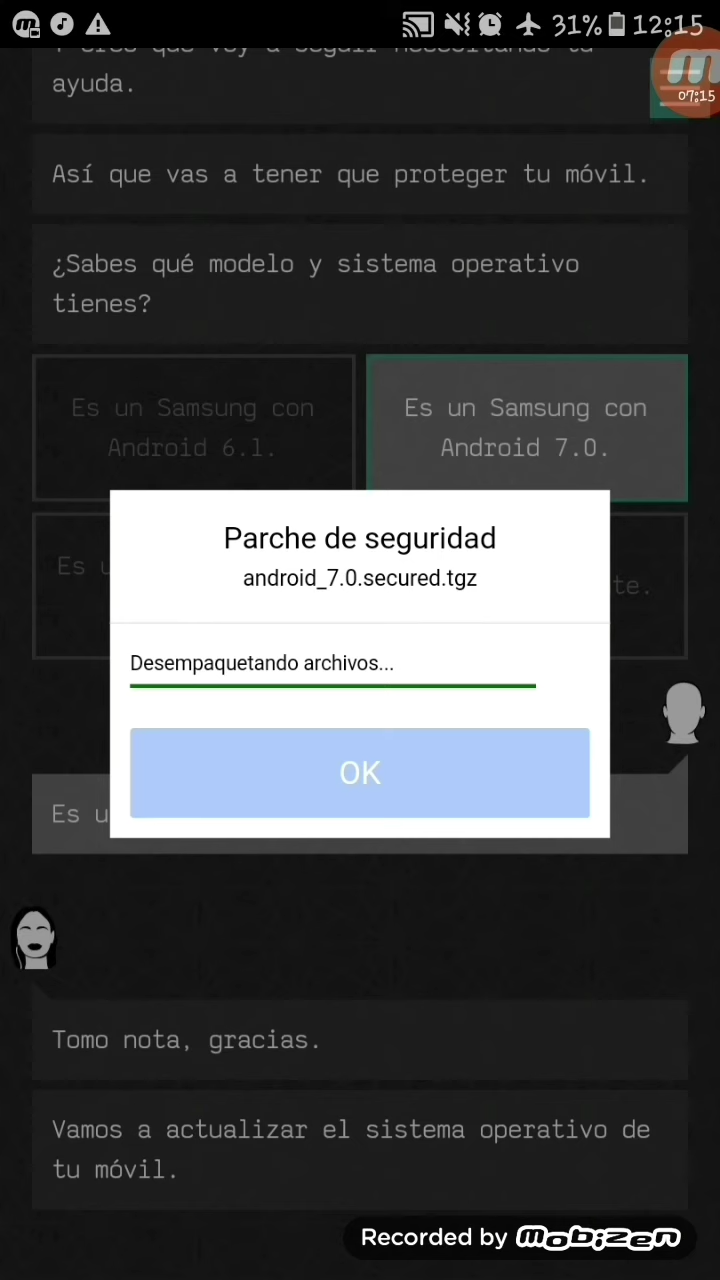 31% 12:15
07:15
ayuda.
Así que vas a tener que proteger tu móvil.
¿Sabes qué modelo y sistema operativo
tienes?
Es un Samsung con
Android 6.1.
Es un Samsung con
Android 7.0.
Es u
te.
Parche de seguridad
android_7.0.secured.tgz
Desempaquetando archivos...
OK
Es u
Tomo nota, gracias.
Vamos a actualizar el sistema operativo de
tu móvil.
Recorded by mobizen